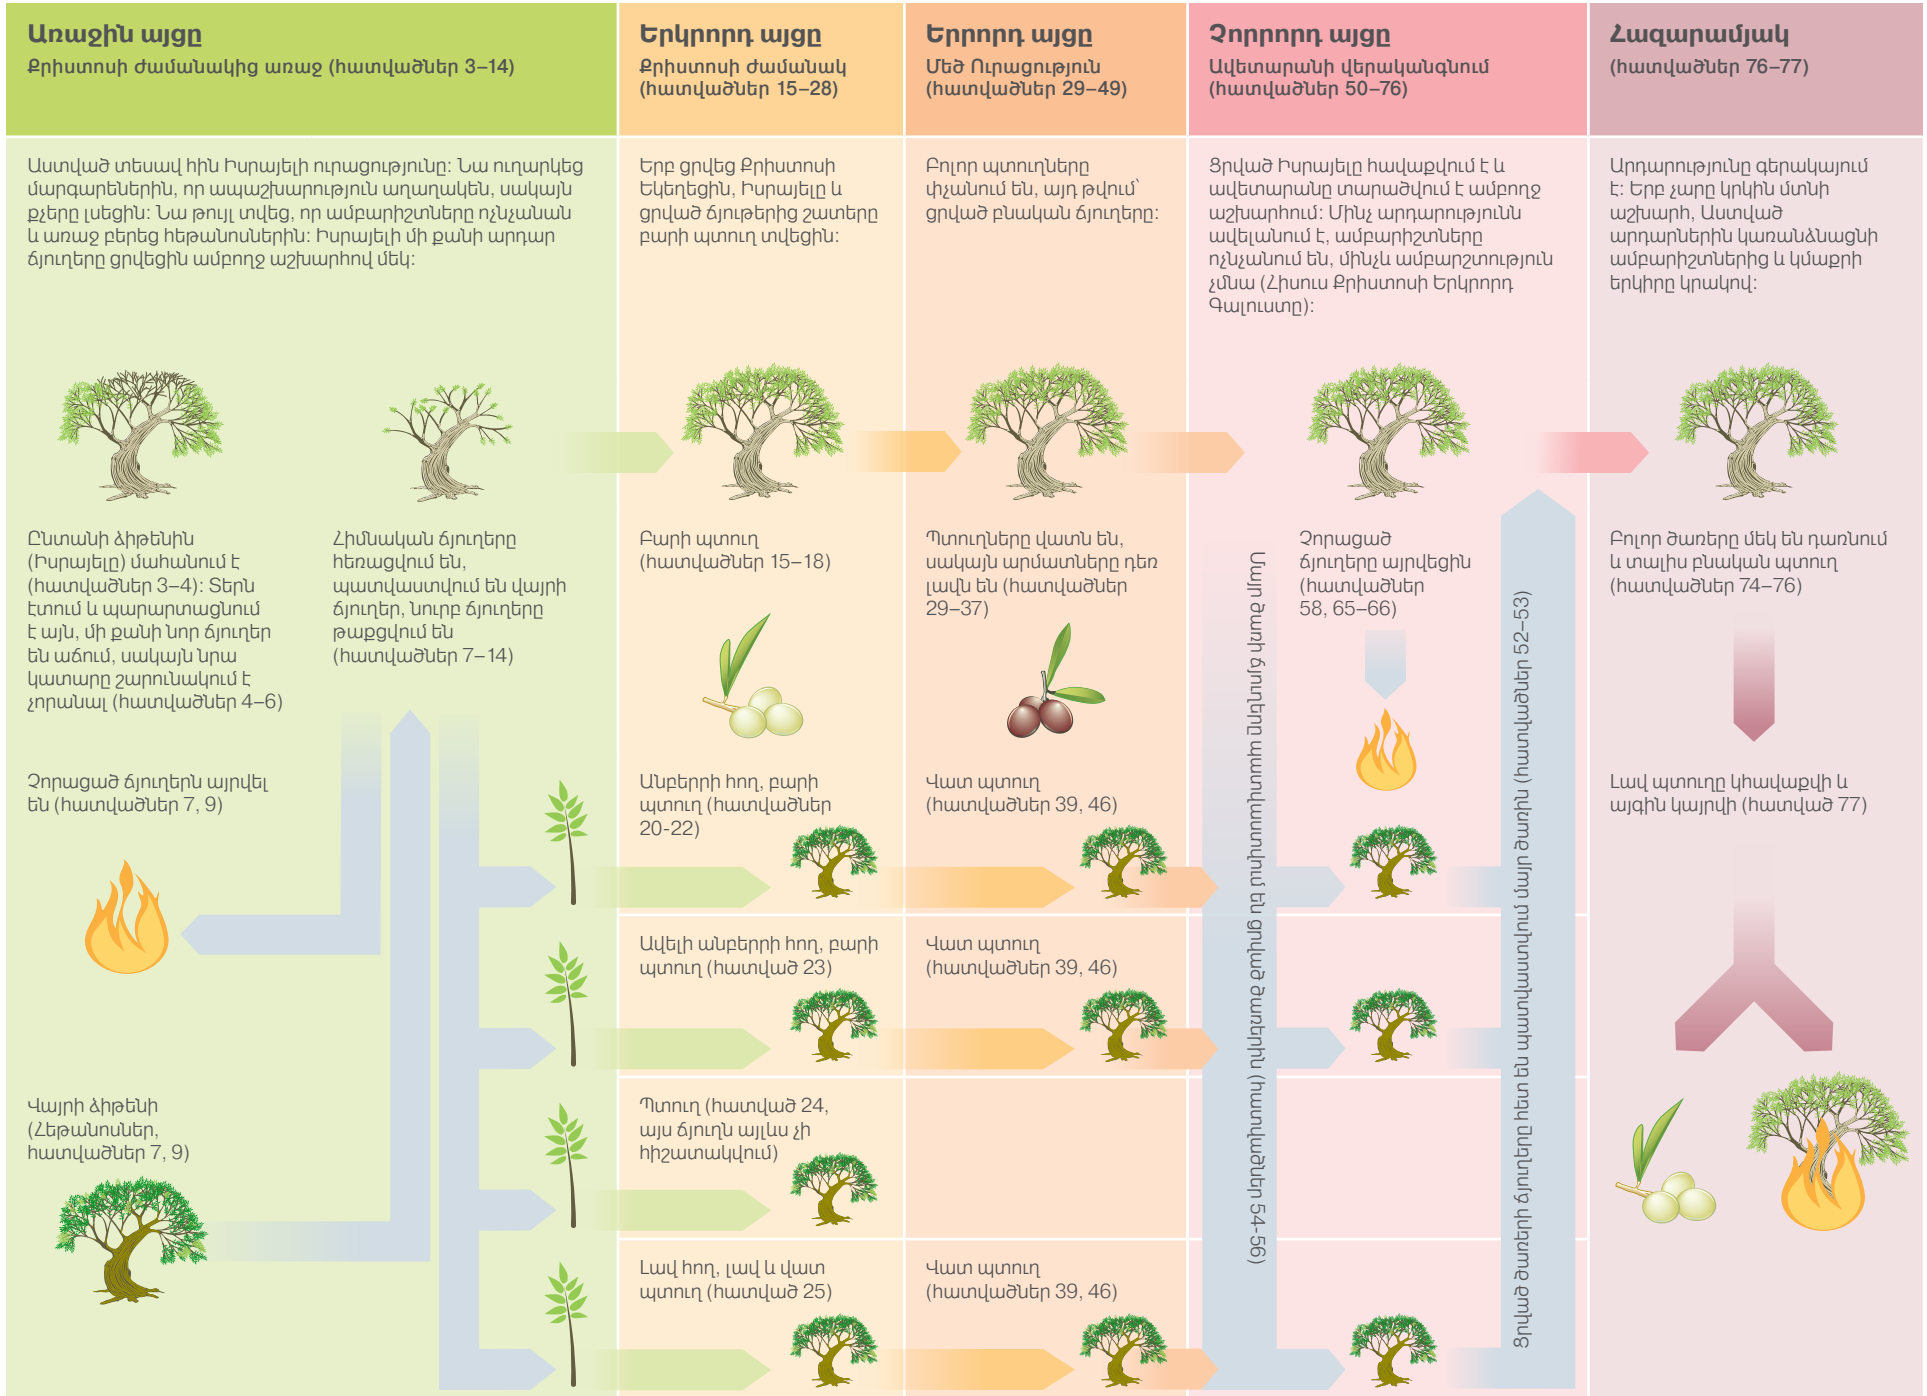 Առաջին այցը
Քրիստոսի ժամանակից առաջ (հատվածներ 3–14)
Երկրորդ այցը
Քրիստոսի ժամանակ
(հատվածներ 15–28)
Երրորդ այցը
Մեծ Ուրացություն
(հատվածներ 29–49)
Չորրորդ այցը
Ավետարանի վերականգնում
(հատվածներ 50–76)
Հազարամյակ
(հատվածներ 76–77)
Աստված տեսավ հին Իսրայելի ուրացությունը: Նա ուղարկեց
մարգարեներին, որ ապաշխարություն աղաղակեն, սակայն
քչերը լսեցին: Նա թույլ տվեց, որ ամբարիշտները ոչնչանան
և առաջ բերեց հեթանոսներին: Իսրայելի մի քանի արդար
ճյուղերը ցրվեցին ամբողջ աշխարհով մեկ:
Երբ ցրվեց Քրիստոսի
Եկեղեցին, Իսրայելը և
ցրված ճյութերից շատերը
բարի պտուղ տվեցին:
Բոլոր պտուղները
փչանում են, այդ թվում՝
ցրված բնական ճյուղերը:
Ցրված Իսրայելը հավաքվում է և
ավետարանը տարածվում է ամբողջ
աշխարհում: Մինչ արդարությունն
ավելանում է, ամբարիշտները
ոչնչանում են, մինչև ամբարշտություն
չմնա (Հիսուս Քրիստոսի Երկրորդ
Գալուստը):
Արդարությունը գերակայում
է: Երբ չարը կրկին մտնի
աշխարհ, Աստված
արդարներին կառանձնացնի
ամբարիշտներից և կմաքրի
երկիրը կրակով:
Ընտանի ձիթենին
(Իսրայելը) մահանում է
(հատվածներ 3–4): Տերն
էտում և պարարտացնում
է այն, մի քանի նոր ճյուղեր
են աճում, սակայն նրա
կատարը շարունակում է
չորանալ (հատվածներ 4–6)
Հիմնական ճյուղերը
հեռացվում են,
պատվաստվում են վայրի
ճյուղեր, նուրբ ճյուղերը
թաքցվում են
(հատվածներ 7–14)
Բարի պտուղ
(հատվածներ 15–18)
Պտուղները վատն են,
սակայն արմատները դեռ
լավն են (հատվածներ
29–37)
Չորացած
ճյուղերը այրվեցին
(հատվածներ
58, 65–66)
Բոլոր ծառերը մեկ են դառնում
և տալիս բնական պտուղ
(հատվածներ 74–76)
Չորացած ճյուղերն այրվել
են (հատվածներ 7, 9)
Անբերրի հող, բարի
պտուղ (հատվածներ
20-22)
Վատ պտուղ
(հատվածներ 39, 46)
Լավ պտուղը կհավաքվի և
այգին կայրվի (հատված 77)
Ավելի անբերրի հող, բարի
պտուղ (հատված 23)
Վատ պտուղ
(հատվածներ 39, 46)
Վայրի ձիթենի
(Հեթանոսներ,
հատվածներ 7, 9)
Պտուղ (հատված 24,
այս ճյուղն այլևս չի
հիշատակվում)
Լավ հող, լավ և վատ
պտուղ (հատված 25)
Վատ պտուղ
(հատվածներ 39, 46)
Մայր ծառի ճյուղերը պատվաստվում են ցրված ծառերին (հատվածներ 54-56)
Ցրված ծառերի ճյուղերը հետ են պատվաստվում մայր ծառին (հատվածներ 52–53)